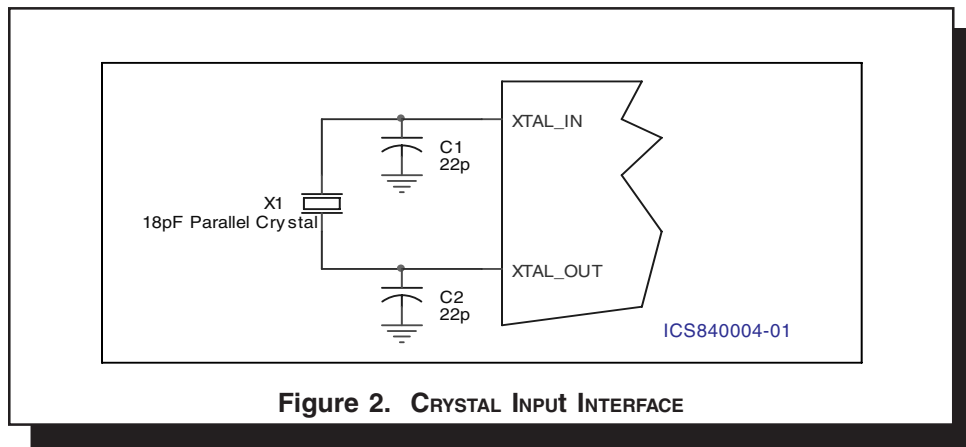 XTAL_IN
C1
22p
X1
18pF Parallel Crystal
XTAL_OUT
C2
22p
ICS840004-01
Figure 2. CRYSTAL INPUt INTERFACE